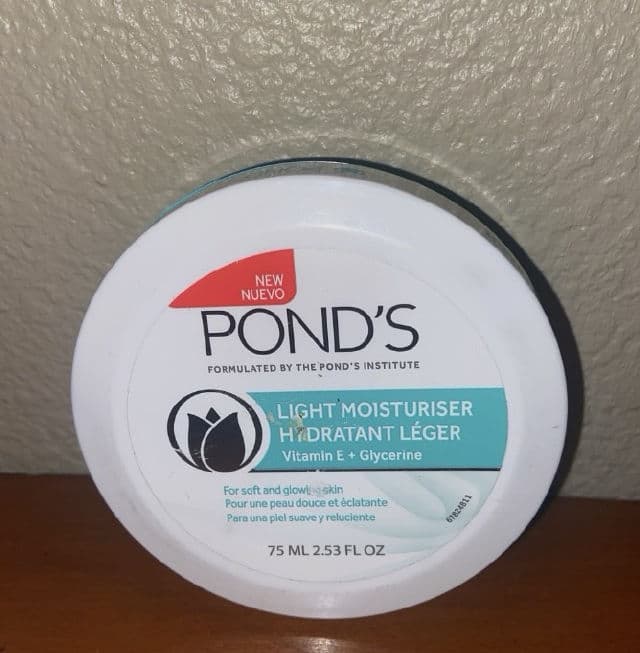 NEW
NUEVO
POND'S
FORMULATED BY THE POND'S INSTITUTE
LIGHT MOISTURISER
HYDRATANT LÉGER
Vitamin E + Glycerine
For soft and glowing skin
Pour une peau douce et éclatante
Para una piel suave y reluciente
75 ML 2.53 FL OZ